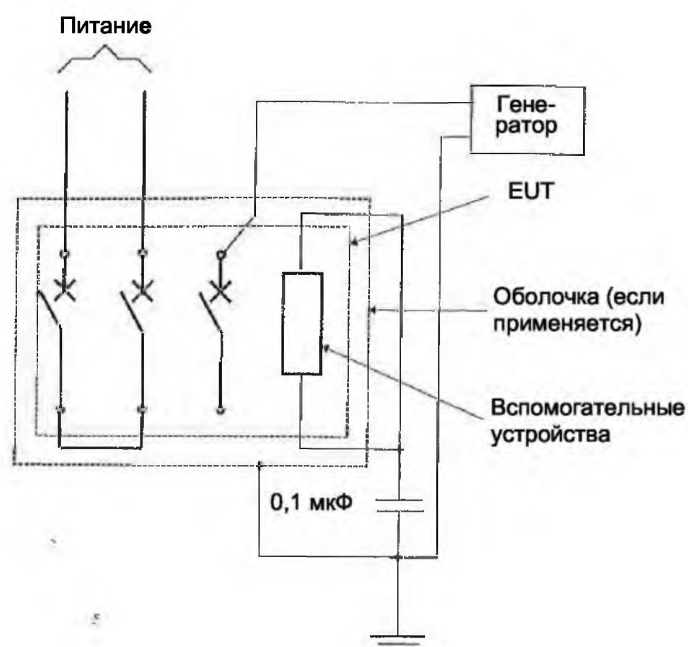 Питание
Гене-
ратор
EUT
Оболочка (если
применяется)
Вспомогательные
устройства
0,1 мкФ